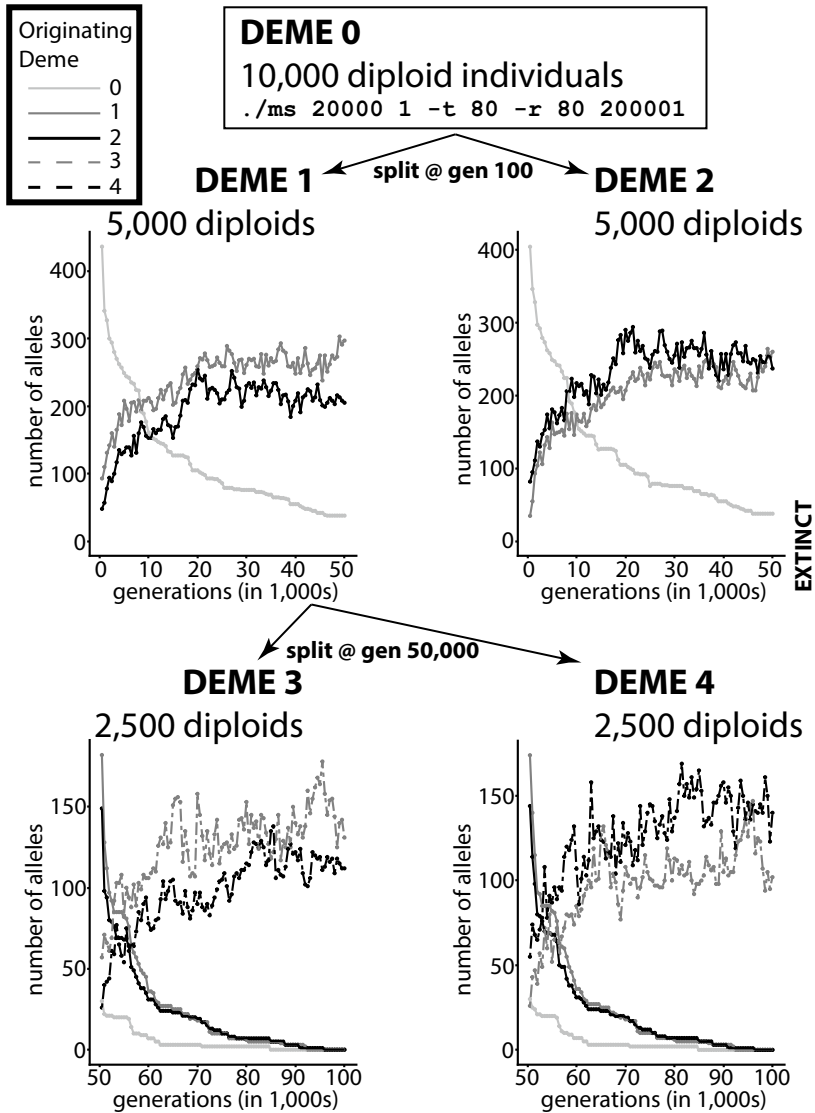 Originating
Deme
0
1
2
3
4
DEME 0
10,000 diploid individuals
./ms 20000 1 -t 80 -r 80 200001
split @ gen 100
DEME 1
5,000 diploids
number of alleles
400
300
200
100
0
0 10 20 30 40 50
generations (in 1,000s)
DEME 2
5,000 diploids
number of alleles
400
300
200
100
0
0 10 20 30 40 50
generations (in 1,000s)
EXTINCT
split @ gen 50,000
DEME 3
2,500 diploids
number of alleles
150
100
50
0
50 60 70 80 90 100
generations (in 1,000s)
DEME 4
2,500 diploids
number of alleles
150
100
50
0
50 60 70 80 90 100
generations (in 1,000s)